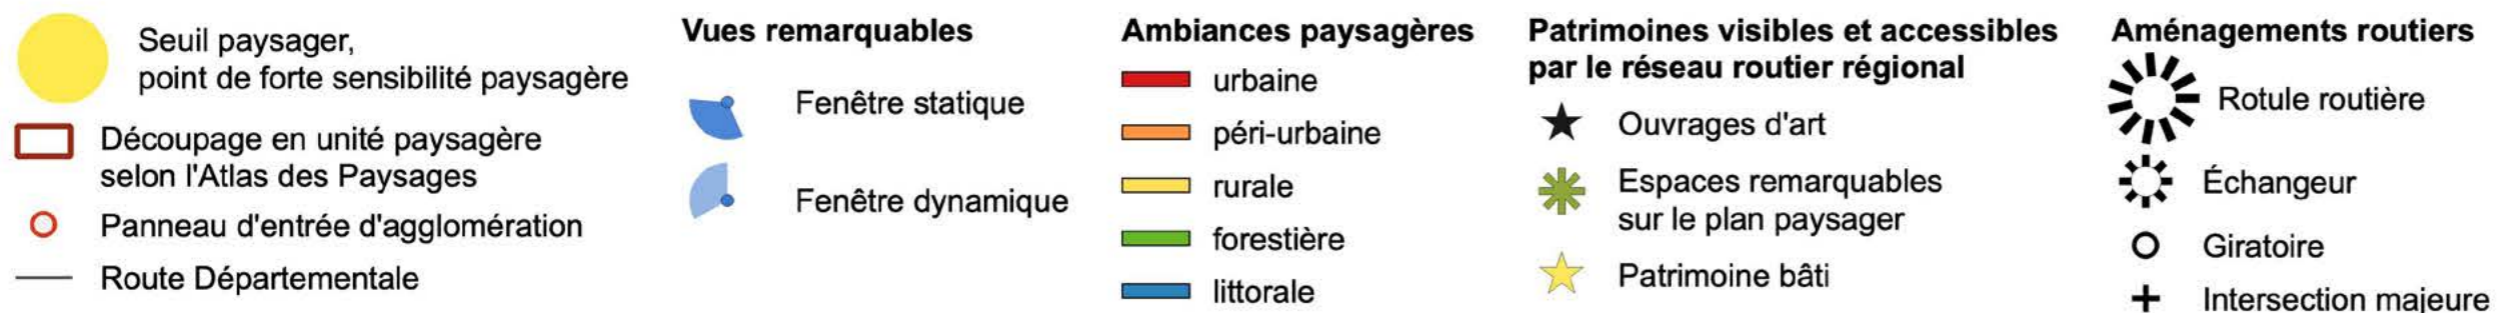 Seuil paysager,
point de forte sensibilité paysagère
Découpage en unité paysagère
selon l'Atlas des Paysages
Panneau d'entrée d'agglomération
Route Départementale
Vues remarquables
Fenêtre statique
Fenêtre dynamique
Ambiances paysagères
urbaine
péri-urbaine
rurale
forestière
littorale
Patrimoines visibles et accessibles
par le réseau routier régional
Ouvrages d'art
Espaces remarquables
sur le plan paysager
Patrimoine bâti
Aménagements routiers
Rotule routière
Échangeur
Giratoire
Intersection majeure